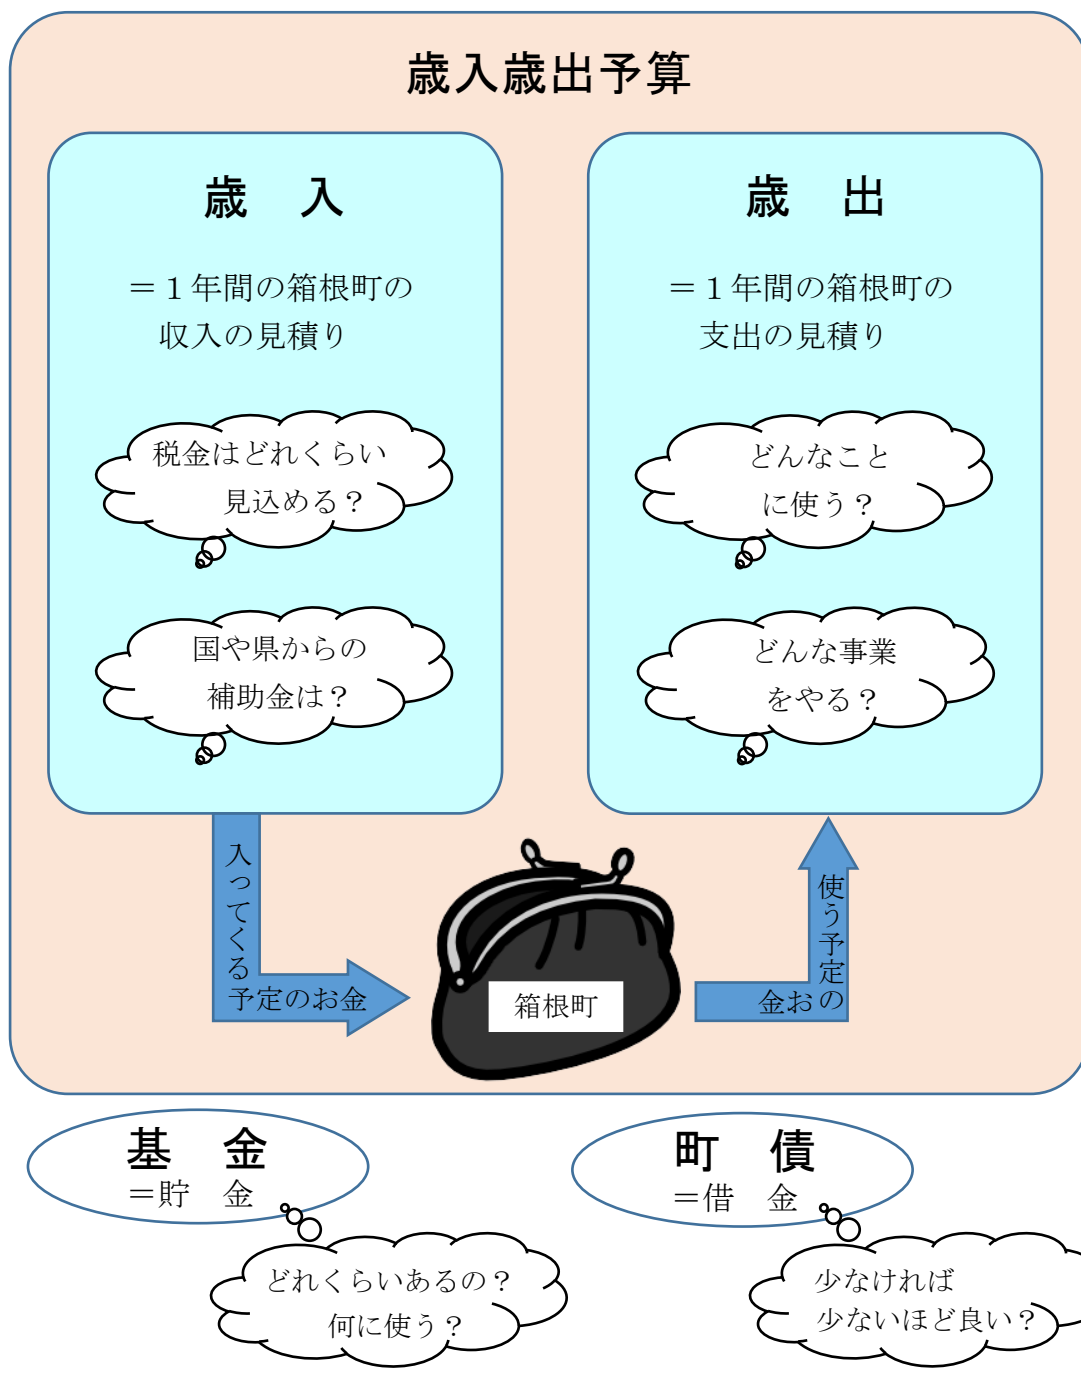 歳入歳出予算
歳　入
＝１年間の箱根町の
収入の見積り
税金はどれくらい
見込める？
国や県からの
補助金は？
歳　出
＝１年間の箱根町の
支出の見積り
どんなこと
に使う？
どんな事業
をやる？
入ってくる
予定のお金
箱根町
使う予定の
お金
基　金
＝貯　金
どれくらいあるの？
何に使う？
町　債
＝借　金
少なければ
少ないほど良い？